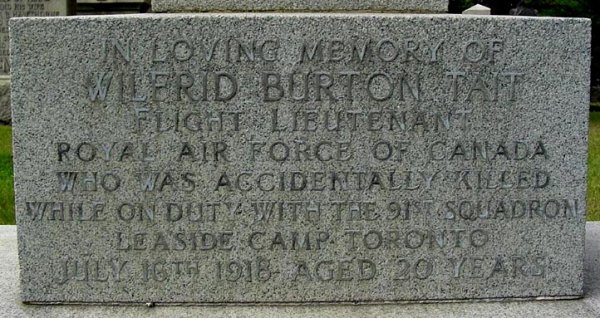 IN LOVING MEMORY OF
WILFRID BURTON TAIT
FLIGHT LIEUTENANT
ROYAL AIR FORCE OF CANADA
WHO WAS ACCIDENTALLY KILLED
WHILE ON DUTY WITH THE 91ST SQUADRON
LEASIDE CAMP TORONTO
JULY 16TH 1918 AGED 20 YEARS